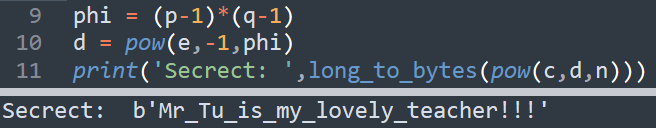 9 phi = (p-1)*(q-1)
10 d = pow(e,-1,phi)
11 print('Secrect: ',long_to_bytes(pow(c,d,n)))
Secrect:  b'Mr_Tu_is_my_lovely_teacher!!!'